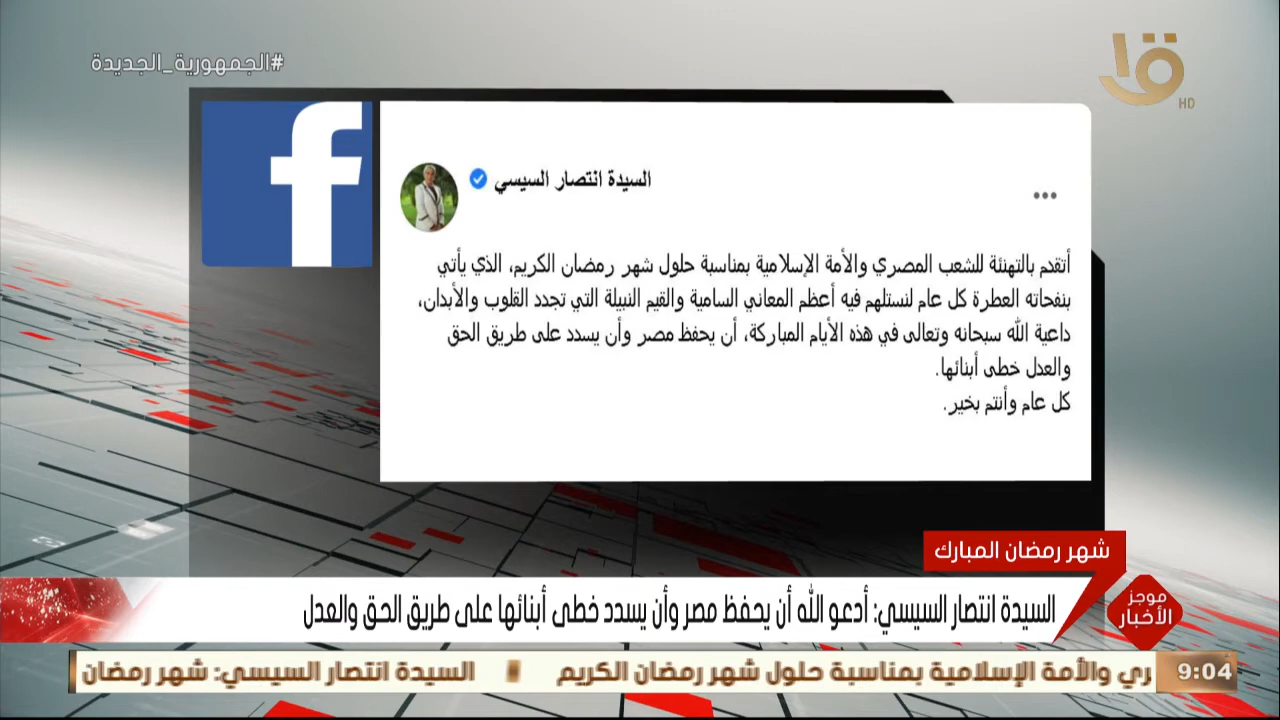 #الجمهورية_الجديدة
HD
السيدة انتصار السيسي
أتقدم بالتهنئة للشعب المصري والأمة الإسلامية بمناسبة حلول شهر رمضان الكريم، الذي يأتي
بنفحاته العطرة كل عام لنستلهم فيه أعظم المعاني السامية والقيم النبيلة التي تجدد القلوب والأبدان،
داعية الله سبحانه وتعالى في هذه الأيام المباركة، أن يحفظ مصر وأن يسدد على طريق الحق
والعدل خطى أبنائها.
كل عام وأنتم بخير.
شهر رمضان المبارك
موجز
الأخبار
السيدة انتصار السيسي: أدعو الله أن يحفظ مصر وأن يسدد خطى أبنائها على طريق الحق والعدل
9:04
ري والأمة الإسلامية بمناسبة حلول شهر رمضان الكريم السيدة انتصار السيسي: شهر رمضان